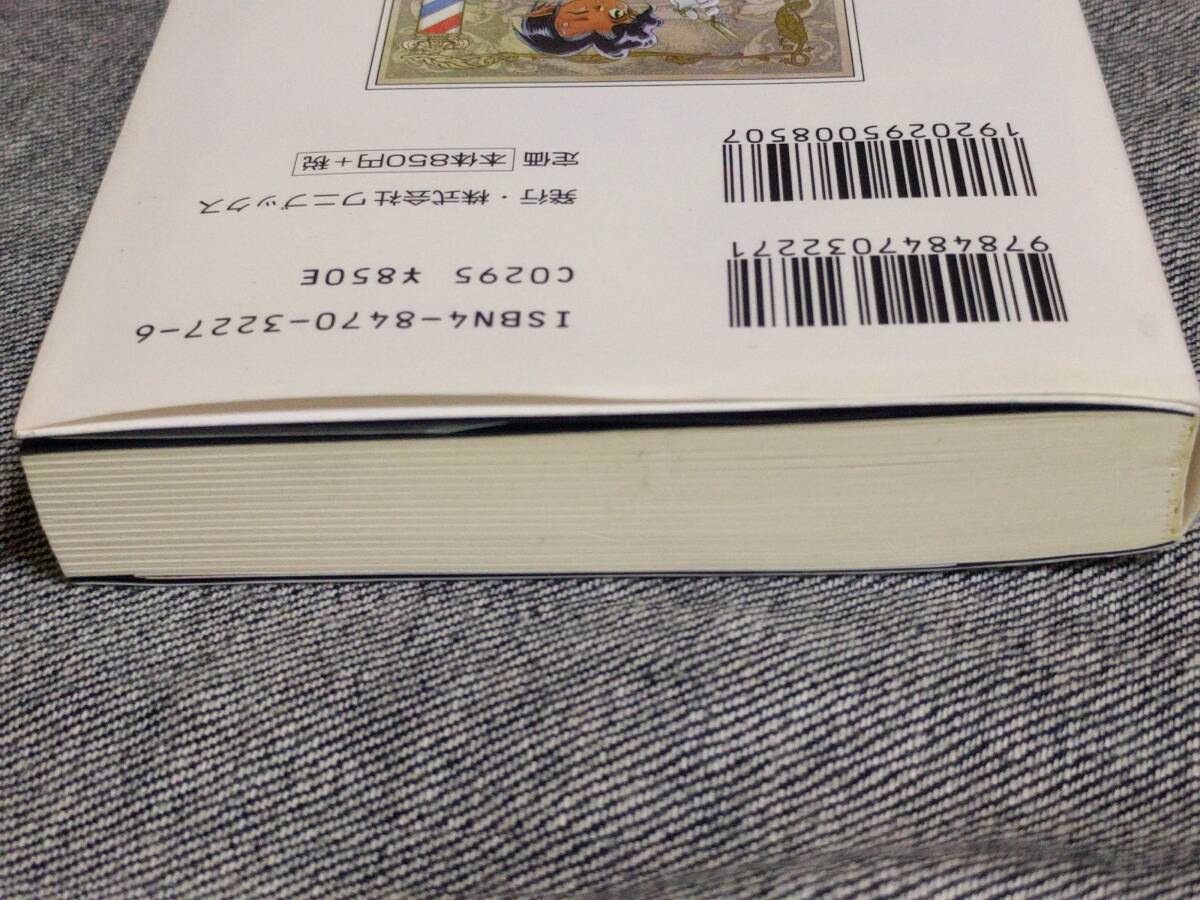 9784847032271
1920295008507
ISBN4-8470-3227-6
C0295 ¥850E
発行・株式会社ワニブックス
定価 本体850円+税